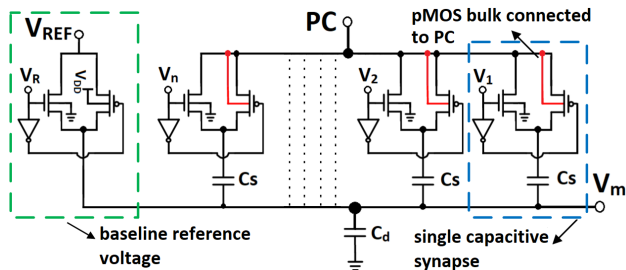 PC
pMOS bulk connected
to PC
VREF
VR
VDD
Vn
V2
V1
Cs
Cs
Cs
Vm
Cd
baseline reference
voltage
single capacitive
synapse